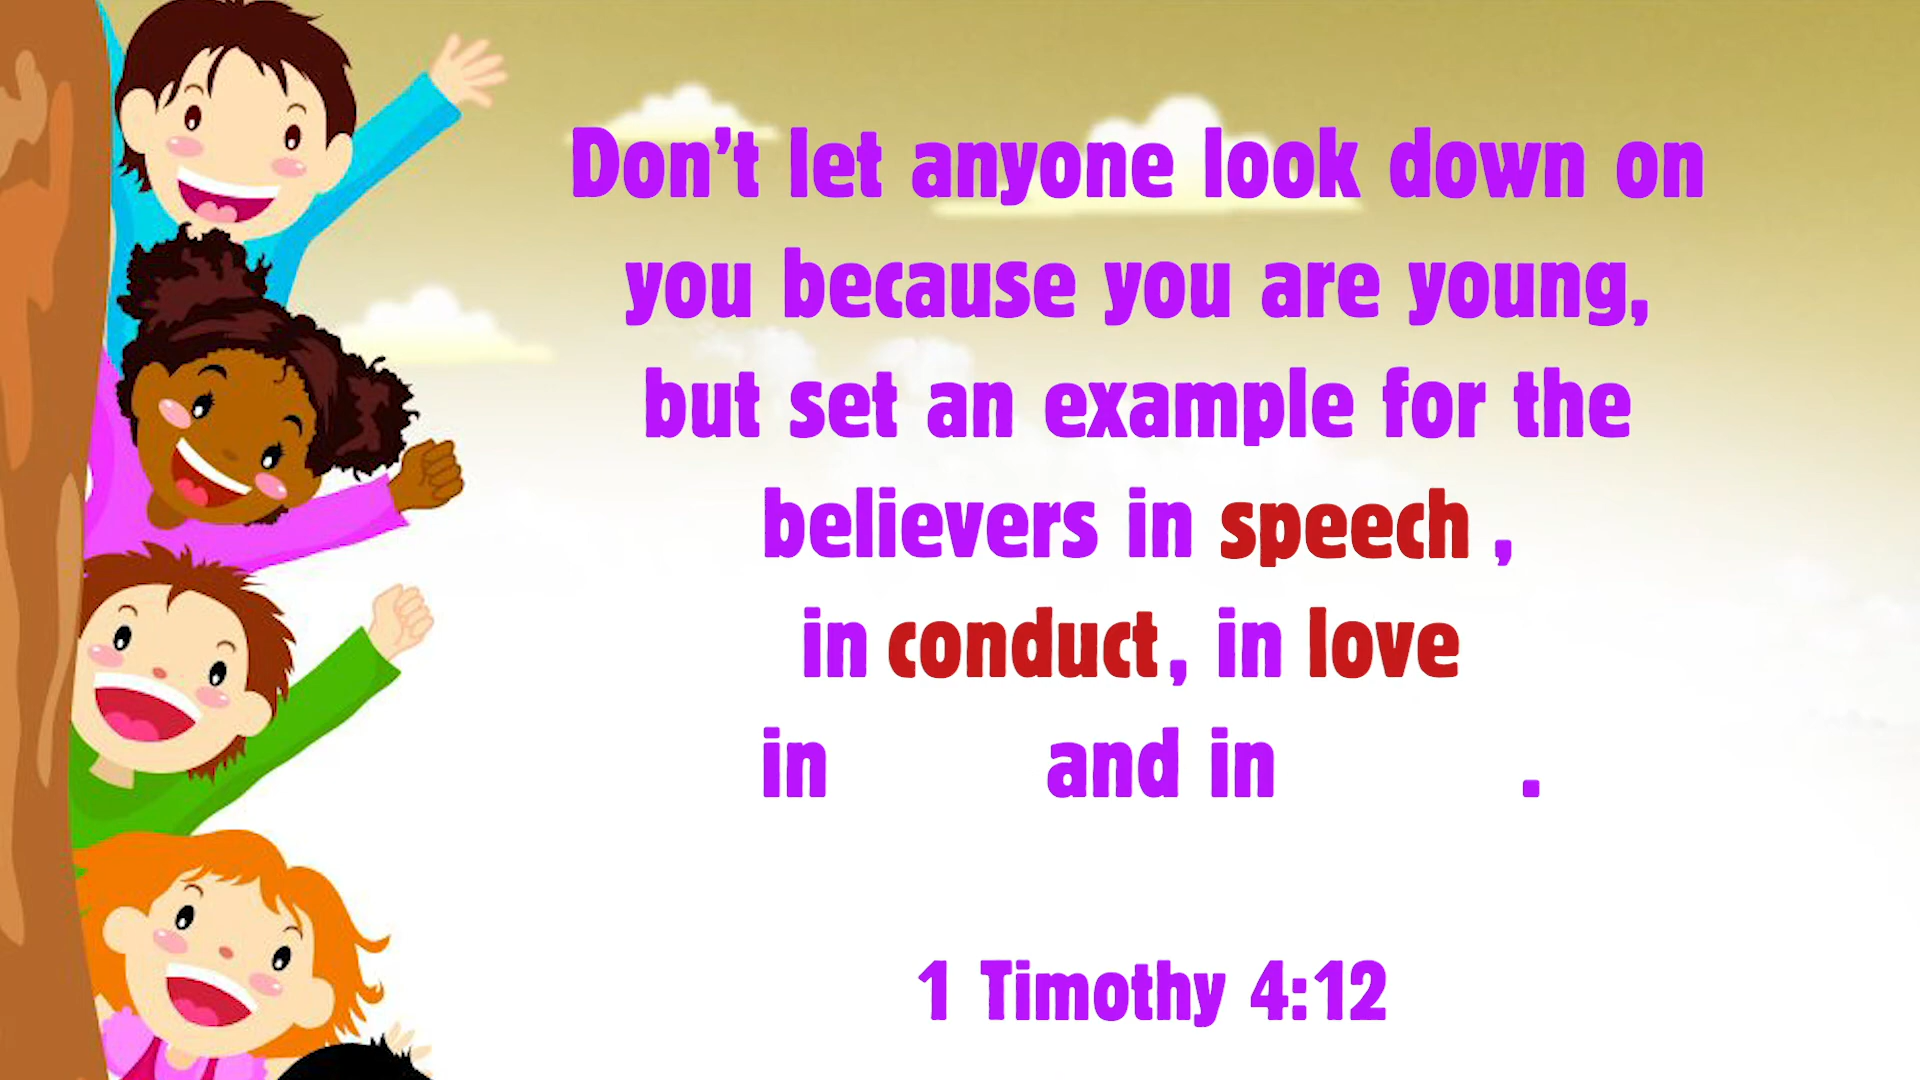 Don't let anyone look down on
you because you are young,
but set an example for the
believers in speech ,
in conduct, in love
in and in .
1 Timothy 4:12